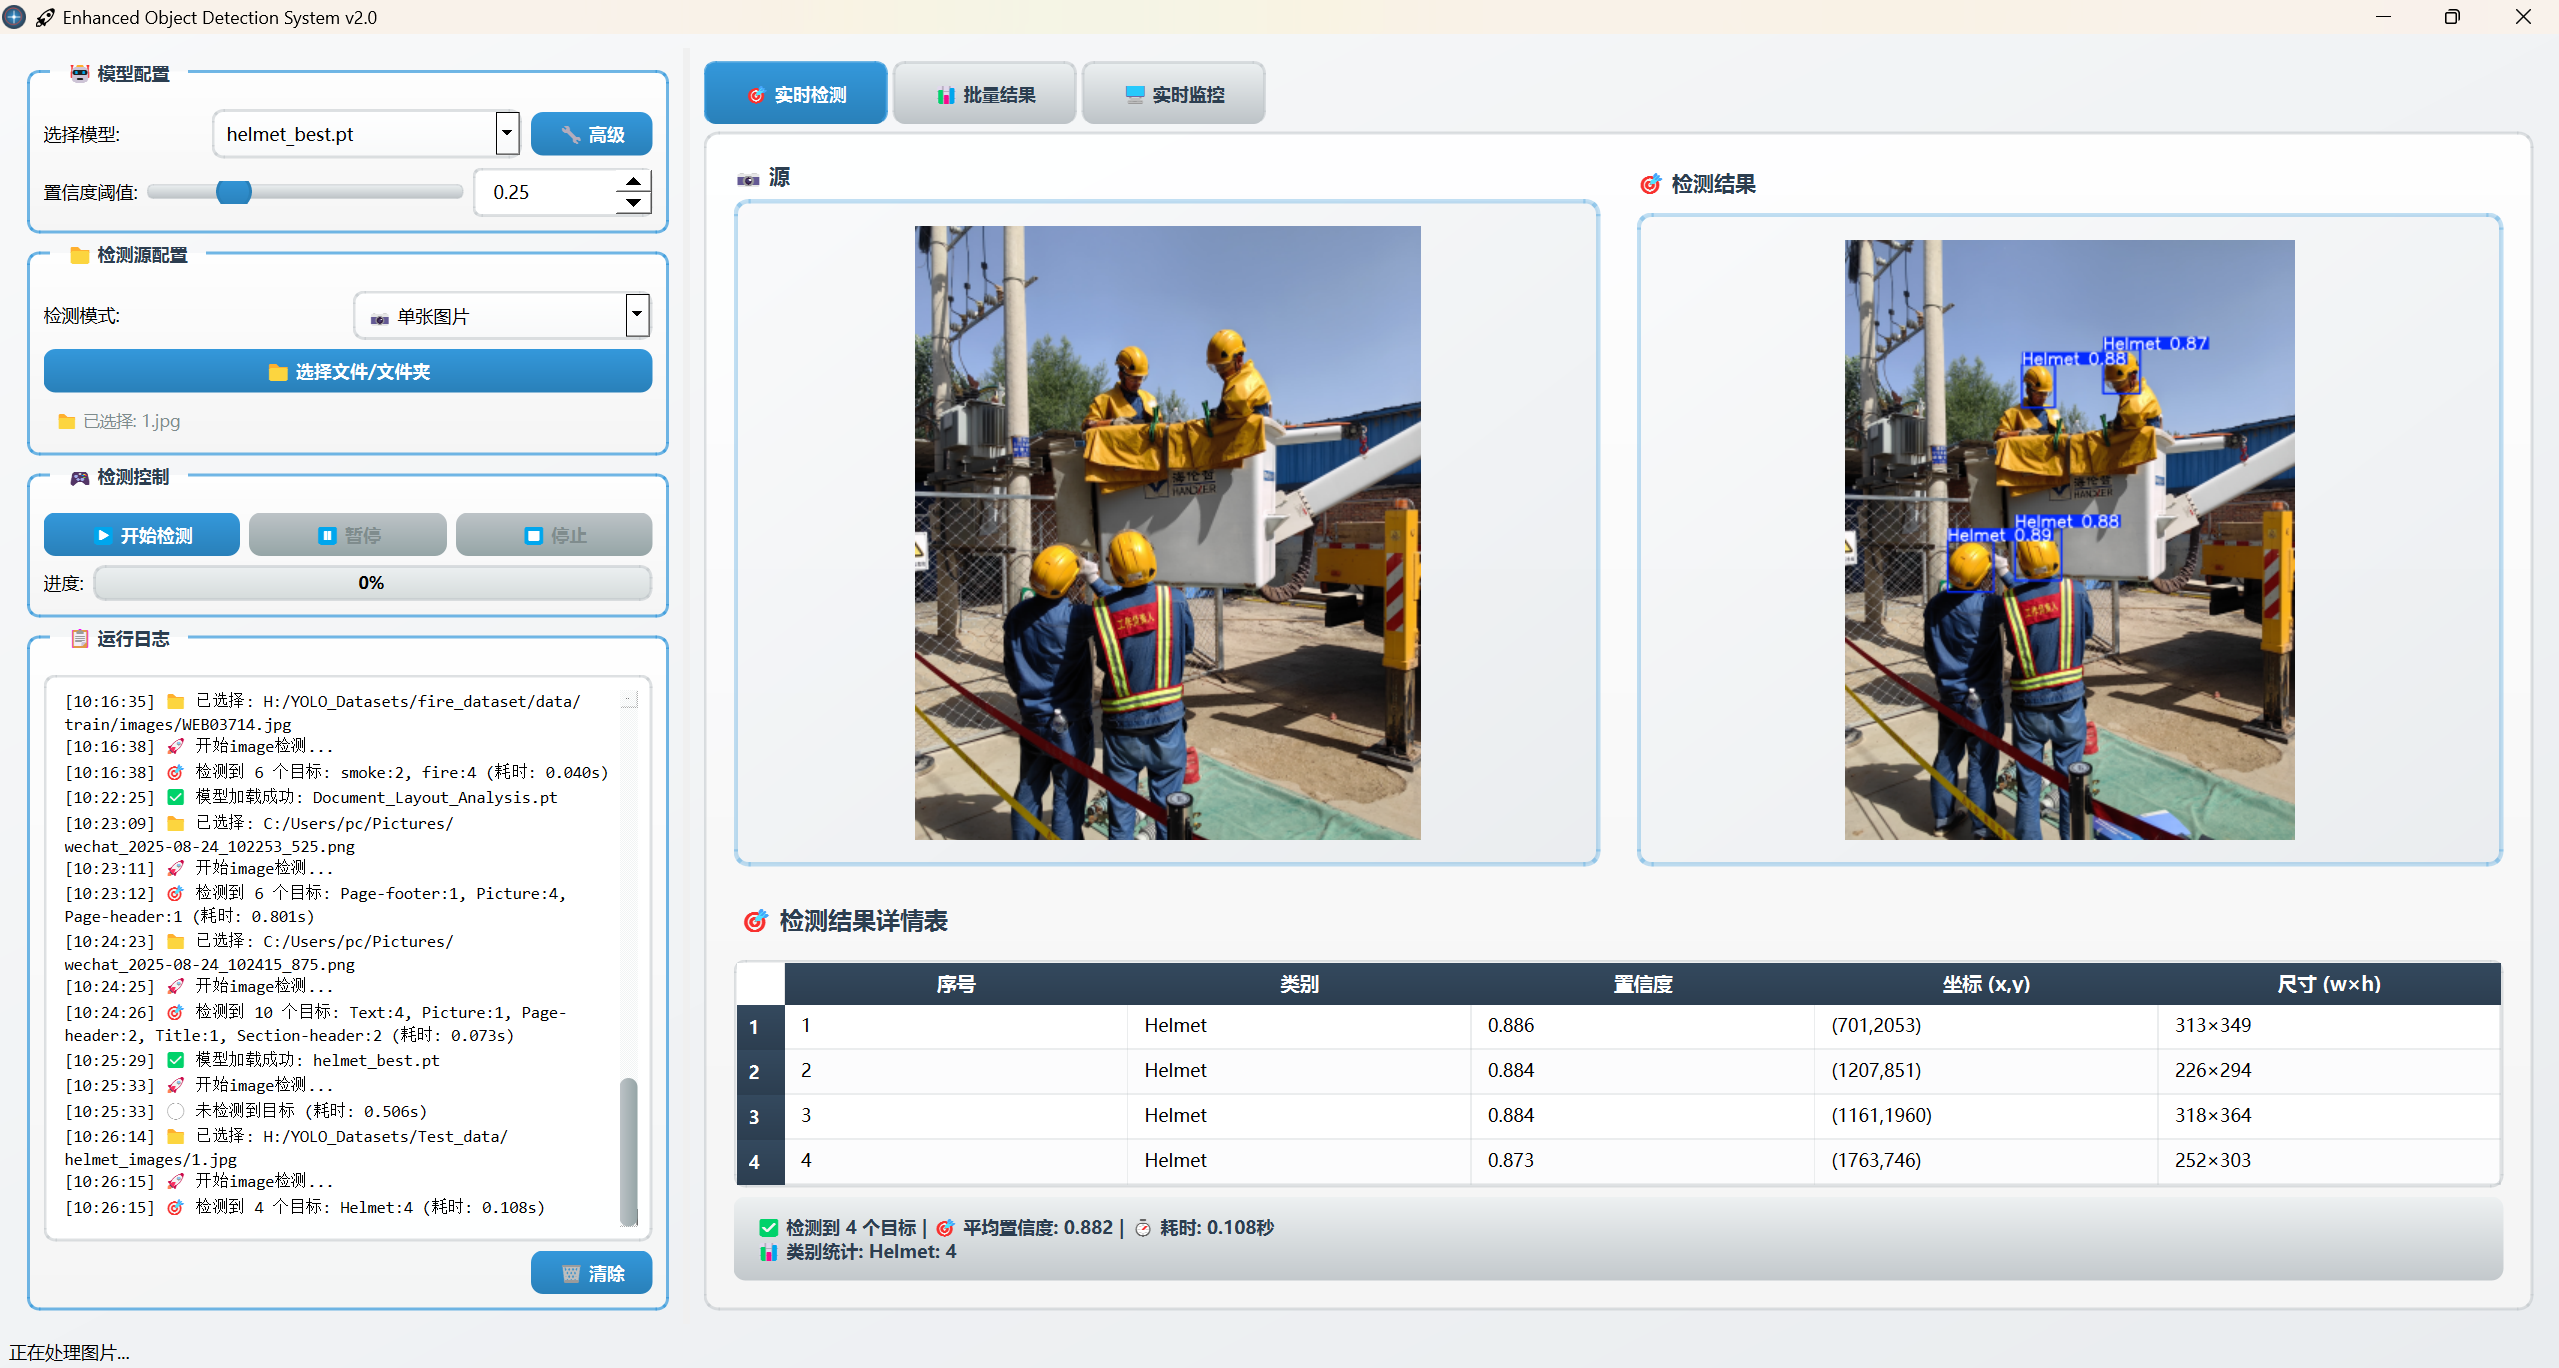 Enhanced Object Detection System v2.0
模型配置
选择模型:
helmet_best.pt
高级
置信度阈值:
0.25
检测源配置
检测模式:
单张图片
选择文件/文件夹
已选择: 1.jpg
检测控制
开始检测
暂停
停止
进度:
0%
运行日志
[10:16:35] 已选择: H:/YOLO_Datasets/fire_dataset/data/
train/images/WEB03714.jpg
[10:16:38] 开始image检测...
[10:16:38] 检测到 6 个目标: smoke:2, fire:4 (耗时: 0.040s)
[10:22:25] 模型加载成功: Document_Layout_Analysis.pt
[10:23:09] 已选择: C:/Users/pc/Pictures/
wechat_2025-08-24_102253_525.png
[10:23:11] 开始image检测...
[10:23:12] 检测到 6 个目标: Page-footer:1, Picture:4,
Page-header:1 (耗时: 0.801s)
[10:24:23] 已选择: C:/Users/pc/Pictures/
wechat_2025-08-24_102415_875.png
[10:24:25] 开始image检测...
[10:24:26] 检测到 10 个目标: Text:4, Picture:1, Page-
header:2, Title:1, Section-header:2 (耗时: 0.073s)
[10:25:29] 模型加载成功: helmet_best.pt
[10:25:33] 开始image检测...
[10:25:33] 未检测到目标 (耗时: 0.506s)
[10:26:14] 已选择: H:/YOLO_Datasets/Test_data/
helmet_images/1.jpg
[10:26:15] 开始image检测...
[10:26:15] 检测到 4 个目标: Helmet:4 (耗时: 0.108s)
清除
正在处理图片...
实时检测
批量结果
实时监控
源
海伦哲
HANDLER
工作负责人
检测结果
Helmet 0.87
Helmet 0.88
Helmet 0.88
Helmet 0.89
海伦哲
HANDLER
工作负责人
检测结果详情表
序号 类别 置信度 坐标 (x,y) 尺寸 (w×h)
1 1 Helmet 0.886 (701,2053) 313×349
2 2 Helmet 0.884 (1207,851) 226×294
3 3 Helmet 0.884 (1161,1960) 318×364
4 4 Helmet 0.873 (1763,746) 252×303
检测到 4 个目标 | 平均置信度: 0.882 | 耗时: 0.108秒
类别统计: Helmet: 4